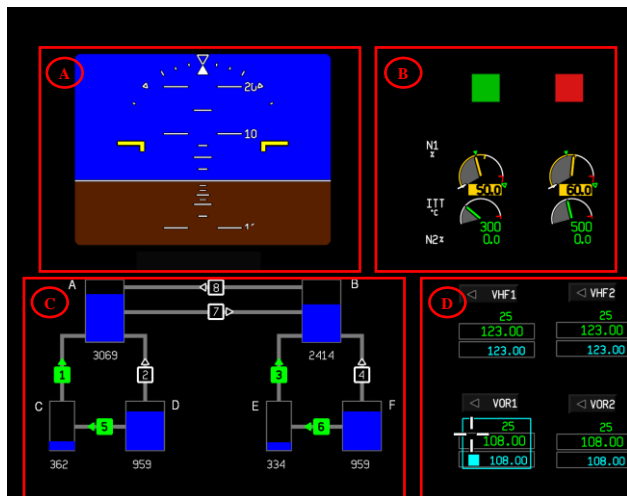 A
20
10
B
N1
%
50.0 60.0
ITT
°C
300 500
N2% 0.0 0.0
C
A B
8
7
3069 2414
1 2 3 4
C D E F
5 6
362 959 334 959
D
VHF1 VHF2
25 25
123.00 123.00
123.00 123.00
VOR1 VOR2
25 25
108.00 108.00
108.00 108.00